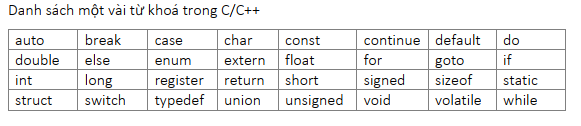 Danh sách một vài từ khoá trong C/C++
auto break case char const continue default do
double else enum extern float for goto if
int long register return short signed sizeof static
struct switch typedef union unsigned void volatile while